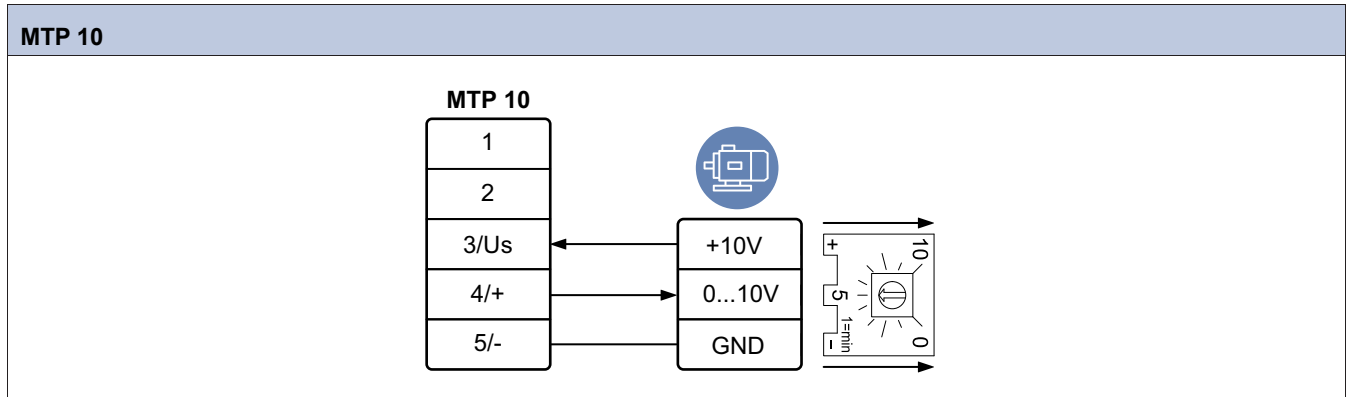 MTP 10
MTP 10
1
2
3/Us
4/+
5/-
+10V
0...10V
GND
+
10
5
1=min
-
0